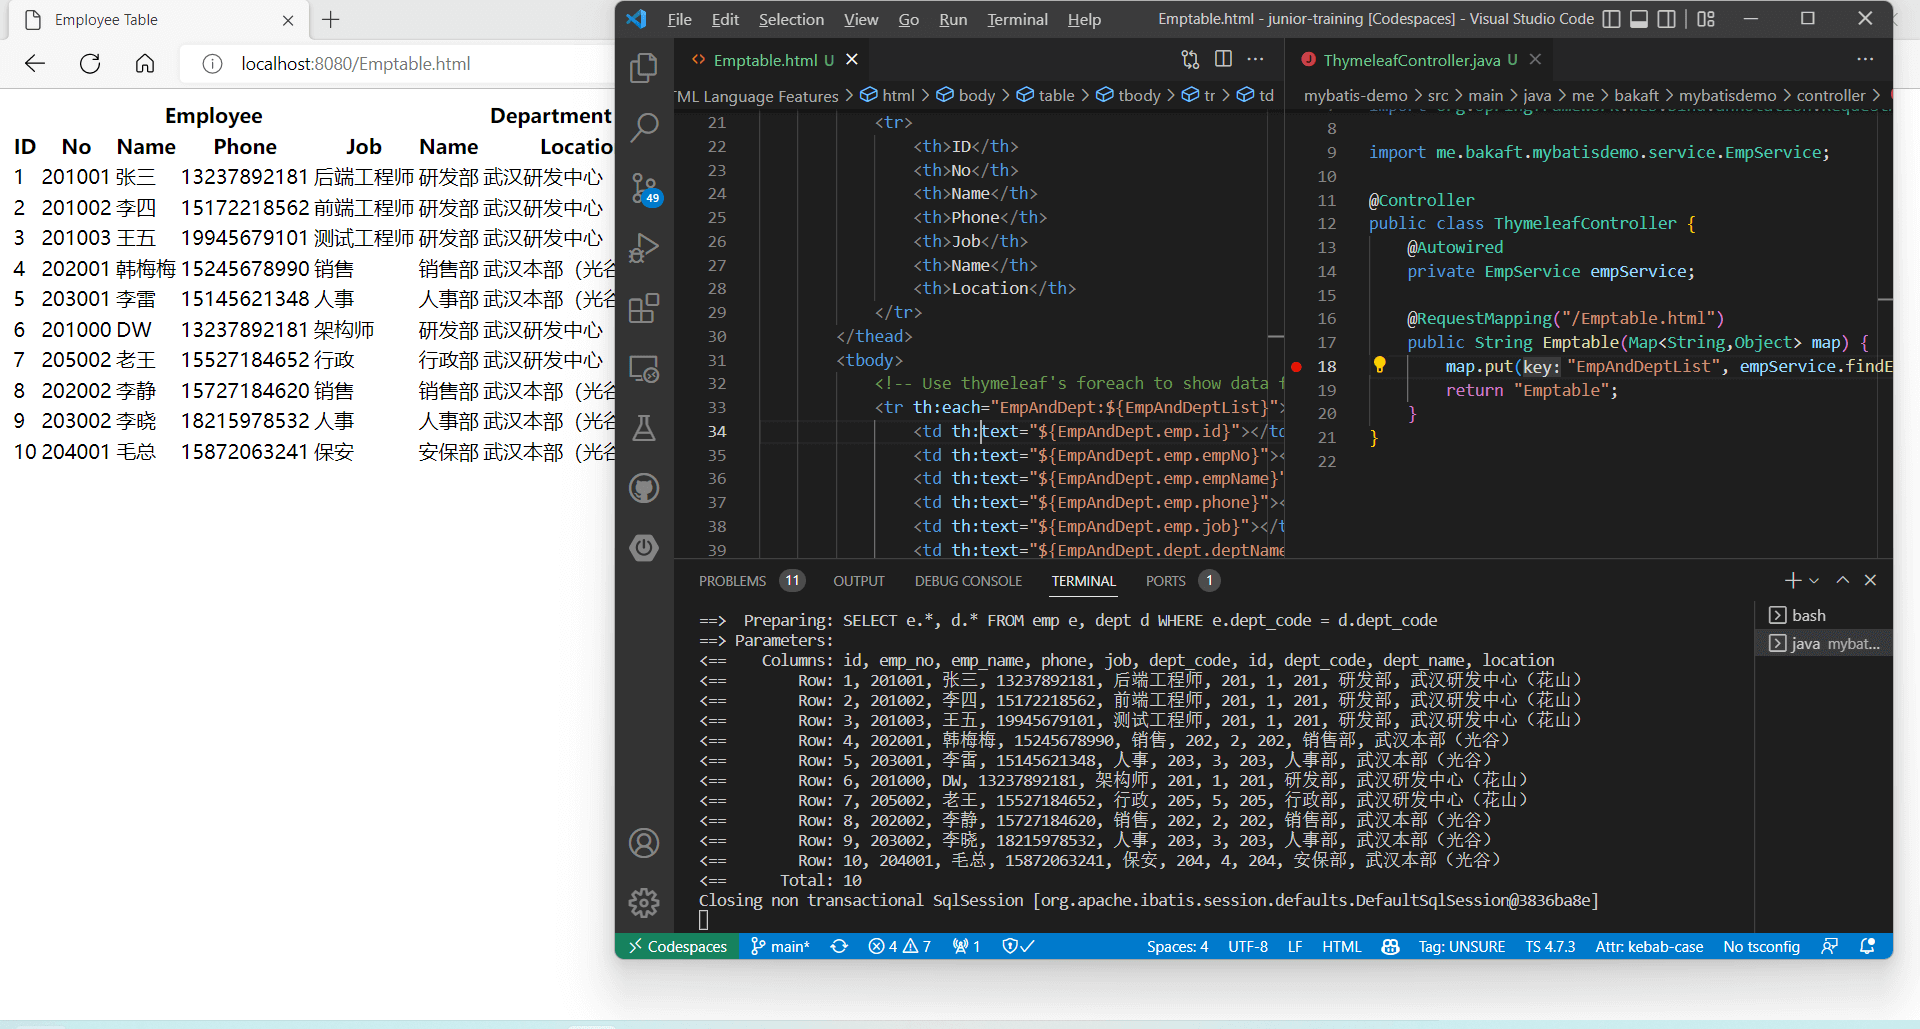 Employee Table
localhost:8080/Emptable.html
Employee Department
ID No Name Phone Job Name Locatio
1 201001 张三 13237892181 后端工程师 研发部 武汉研发中心
2 201002 李四 15172218562 前端工程师 研发部 武汉研发中心
3 201003 王五 19945679101 测试工程师 研发部 武汉研发中心
4 202001 韩梅梅 15245678990 销售 销售部 武汉本部（光谷
5 203001 李雷 15145621348 人事 人事部 武汉本部（光谷
6 201000 DW 13237892181 架构师 研发部 武汉研发中心
7 205002 老王 15527184652 行政 行政部 武汉研发中心
8 202002 李静 15727184620 销售 销售部 武汉本部（光谷
9 203002 李晓 18215978532 人事 人事部 武汉本部（光谷
10 204001 毛总 15872063241 保安 安保部 武汉本部（光谷
File Edit Selection View Go Run Terminal Help Emptable.html - junior-training [Codespaces] - Visual Studio Code
49
Emptable.html U
TML Language Features > html > body > table > tbody > tr > td
21 <tr>
22 <th>ID</th>
23 <th>No</th>
24 <th>Name</th>
25 <th>Phone</th>
26 <th>Job</th>
27 <th>Name</th>
28 <th>Location</th>
29 </tr>
30 </thead>
31 <tbody>
32 <!-- Use thymeleaf's foreach to show data f
33 <tr th:each="EmpAndDept:${EmpAndDeptList}">
34 <td th:text="${EmpAndDept.emp.id}"></td
35 <td th:text="${EmpAndDept.emp.empNo}"><
36 <td th:text="${EmpAndDept.emp.empName}"
37 <td th:text="${EmpAndDept.emp.phone}"><
38 <td th:text="${EmpAndDept.emp.job}"></t
39 <td th:text="${EmpAndDept.dept.deptName
ThymeleafController.java U
mybatis-demo > src > main > java > me > bakaft > mybatisdemo > controller >
8
9 import me.bakaft.mybatisdemo.service.EmpService;
10
11 @Controller
12 public class ThymeleafController {
13 @Autowired
14 private EmpService empService;
15
16 @RequestMapping("/Emptable.html")
17 public String Emptable(Map<String,Object> map) {
18 map.put(key: "EmpAndDeptList", empService.findE
19 return "Emptable";
20 }
21 }
22
PROBLEMS 11 OUTPUT DEBUG CONSOLE TERMINAL PORTS 1
==> Preparing: SELECT e.*, d.* FROM emp e, dept d WHERE e.dept_code = d.dept_code
==> Parameters:
<== Columns: id, emp_no, emp_name, phone, job, dept_code, id, dept_code, dept_name, location
<== Row: 1, 201001, 张三, 13237892181, 后端工程师, 201, 1, 201, 研发部, 武汉研发中心（花山）
<== Row: 2, 201002, 李四, 15172218562, 前端工程师, 201, 1, 201, 研发部, 武汉研发中心（花山）
<== Row: 3, 201003, 王五, 19945679101, 测试工程师, 201, 1, 201, 研发部, 武汉研发中心（花山）
<== Row: 4, 202001, 韩梅梅, 15245678990, 销售, 202, 2, 202, 销售部, 武汉本部（光谷）
<== Row: 5, 203001, 李雷, 15145621348, 人事, 203, 3, 203, 人事部, 武汉本部（光谷）
<== Row: 6, 201000, DW, 13237892181, 架构师, 201, 1, 201, 研发部, 武汉研发中心（花山）
<== Row: 7, 205002, 老王, 15527184652, 行政, 205, 5, 205, 行政部, 武汉研发中心（花山）
<== Row: 8, 202002, 李静, 15727184620, 销售, 202, 2, 202, 销售部, 武汉本部（光谷）
<== Row: 9, 203002, 李晓, 18215978532, 人事, 203, 3, 203, 人事部, 武汉本部（光谷）
<== Row: 10, 204001, 毛总, 15872063241, 保安, 204, 4, 204, 安保部, 武汉本部（光谷）
<== Total: 10
Closing non transactional SqlSession [org.apache.ibatis.session.defaults.DefaultSqlSession@3836ba8e]
bash
java mybat...
Codespaces main* 4 7 1 Spaces: 4 UTF-8 LF HTML Tag: UNSURE TS 4.7.3 Attr: kebab-case No tsconfig